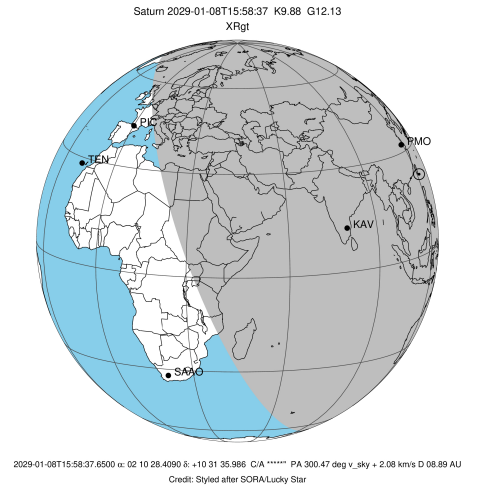 Saturn 2029-01-08T15:58:37 K9.88 G12.13
XRgt
PIC
PMO
TEN
KAV
SAAO
2029-01-08T15:58:37.6500 α: 02 10 28.4090 δ: +10 31 35.986 C/A *****" PA 300.47 deg v_sky + 2.08 km/s D 08.89 AU
Credit: Styled after SORA/Lucky Star